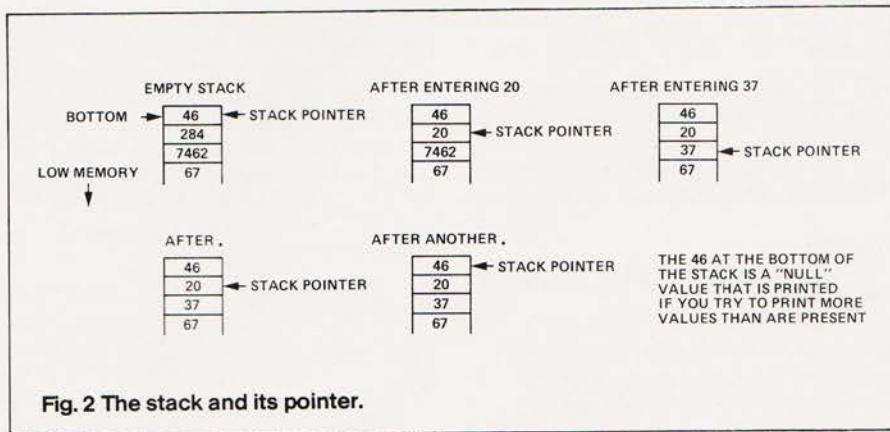 EMPTY STACK
BOTTOM
46
STACK POINTER
284
7462
67
LOW MEMORY
AFTER ENTERING 20
46
20
STACK POINTER
7462
67
AFTER ENTERING 37
46
20
37
STACK POINTER
67
AFTER .
46
20
STACK POINTER
37
67
AFTER ANOTHER .
46
STACK POINTER
20
37
67
THE 46 AT THE BOTTOM OF
THE STACK IS A "NULL"
VALUE THAT IS PRINTED
IF YOU TRY TO PRINT MORE
VALUES THAN ARE PRESENT
Fig. 2 The stack and its pointer.